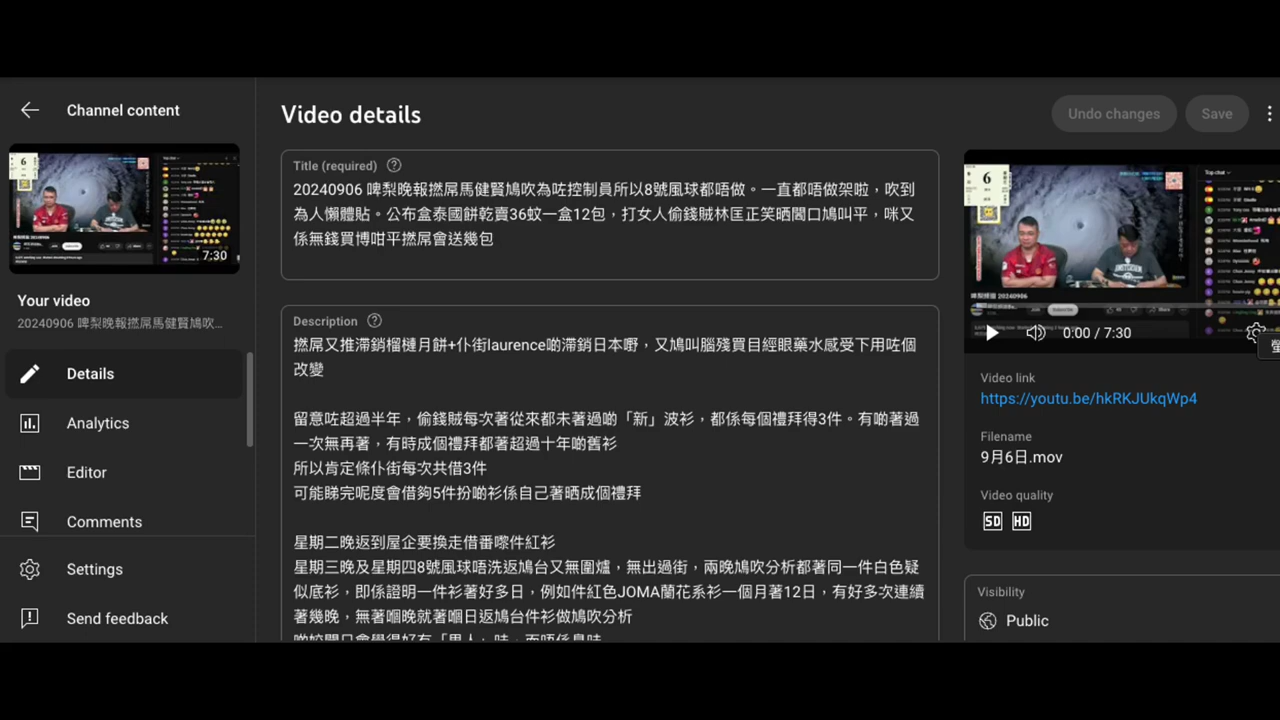 Channel content
7:30
Your video
20240906 啤梨晚報撚屌馬健賢鳩吹...
Details
Analytics
Editor
Comments
Settings
Send feedback
Video details
Undo changes
Save
Title (required)
20240906 啤梨晚報撚屌馬健賢鳩吹為咗控制員所以8號風球都唔做。一直都唔做架啦，吹到
為人懶體貼。公布盒泰國餅乾賣36蚊一盒12包，打女人偷錢賊林匡正笑晒閪口鳩叫平，咪又
係無錢買博咁平撚屌會送幾包
Description
撚屌又推滯銷榴槤月餅+仆街laurence啲滯銷日本嘢，又鳩叫腦殘買目經眼藥水感受下用咗個
改變
留意咗超過半年，偷錢賊每次著從來都未著過啲「新」波衫，都係每個禮拜得3件。有啲著過
一次無再著，有時成個禮拜都著超過十年啲舊衫
所以肯定條仆街每次共借3件
可能睇完呢度會借夠5件扮啲衫係自己著晒成個禮拜
星期二晚返到屋企要換走借番嚟件紅衫
星期三晚及星期四8號風球唔洗返鳩台又無圍爐，無出過街，兩晚鳩吹分析都著同一件白色疑
似底衫，即係證明一件衫著好多日，例如件紅色JOMA蘭花系衫一個月著12日，有好多次連續
著幾晚，無著嗰晚就著嗰日返鳩台件衫做鳩吹分析
6
Top chat
啤梨晚報 20240906
0:00 / 7:30
Video link
https://youtu.be/hkRKJUkqWp4
Filename
9月6日.mov
Video quality
SD HD
Visibility
Public